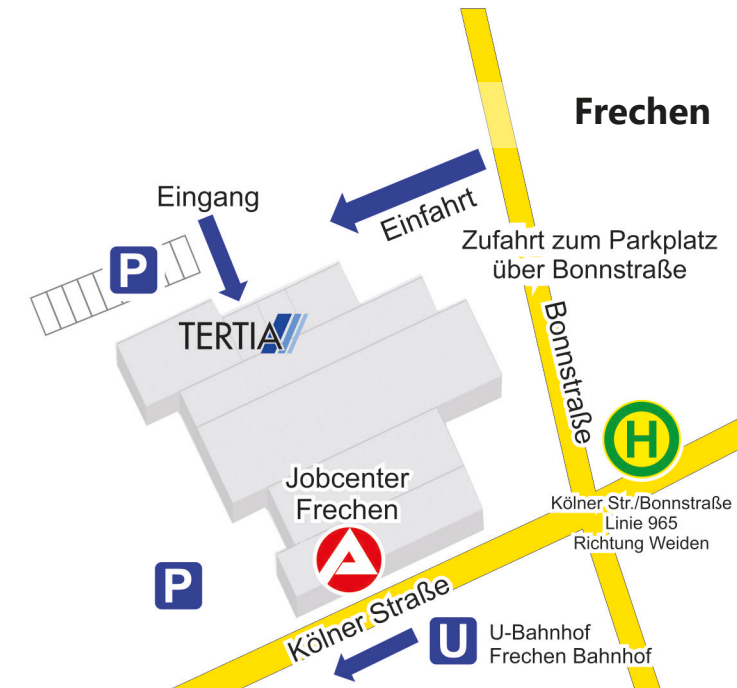 Frechen
Eingang
Einfahrt
P
Zufahrt zum Parkplatz
über Bonnstraße
TERTIA
Bonnstraße
H
Jobcenter
Frechen
Kölner Str./Bonnstraße
Linie 965
Richtung Weiden
P
Kölner Straße
U
U-Bahnhof
Frechen Bahnhof